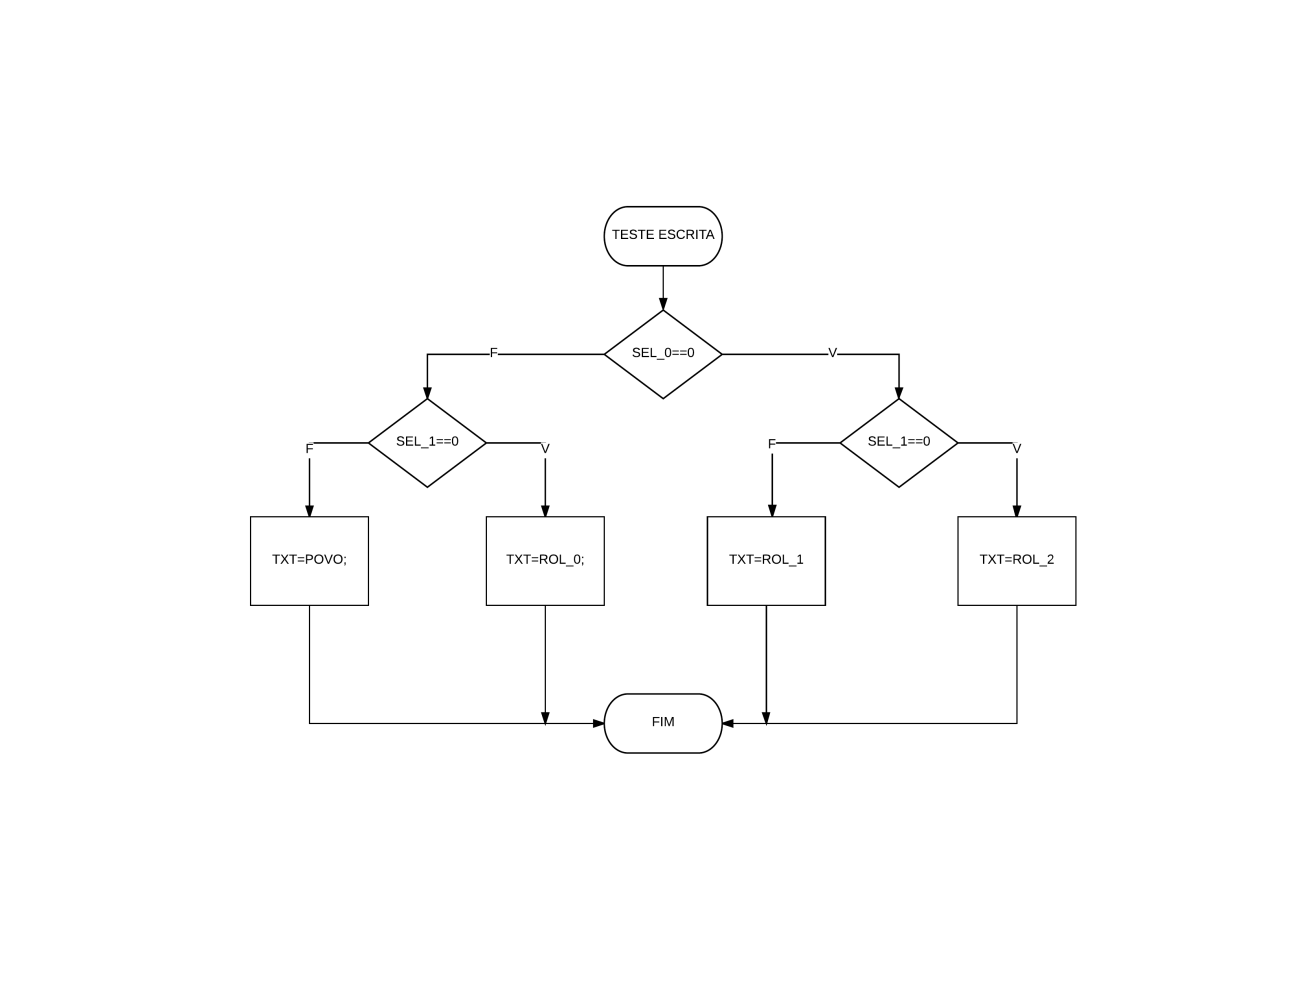 TESTE ESCRITA
SEL_0==0
F
V
SEL_1==0
SEL_1==0
F
V
F
V
TXT=POVO;
TXT=ROL_0;
TXT=ROL_1
TXT=ROL_2
FIM